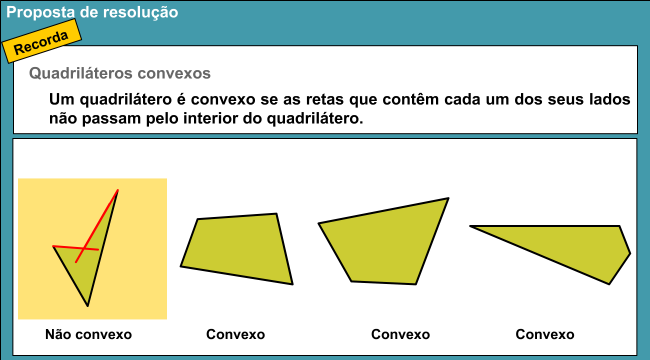 Proposta de resolução
Recorda
Quadriláteros convexos
Um quadrilátero é convexo se as retas que contêm cada um dos seus lados
não passam pelo interior do quadrilátero.
Não convexo Convexo Convexo Convexo